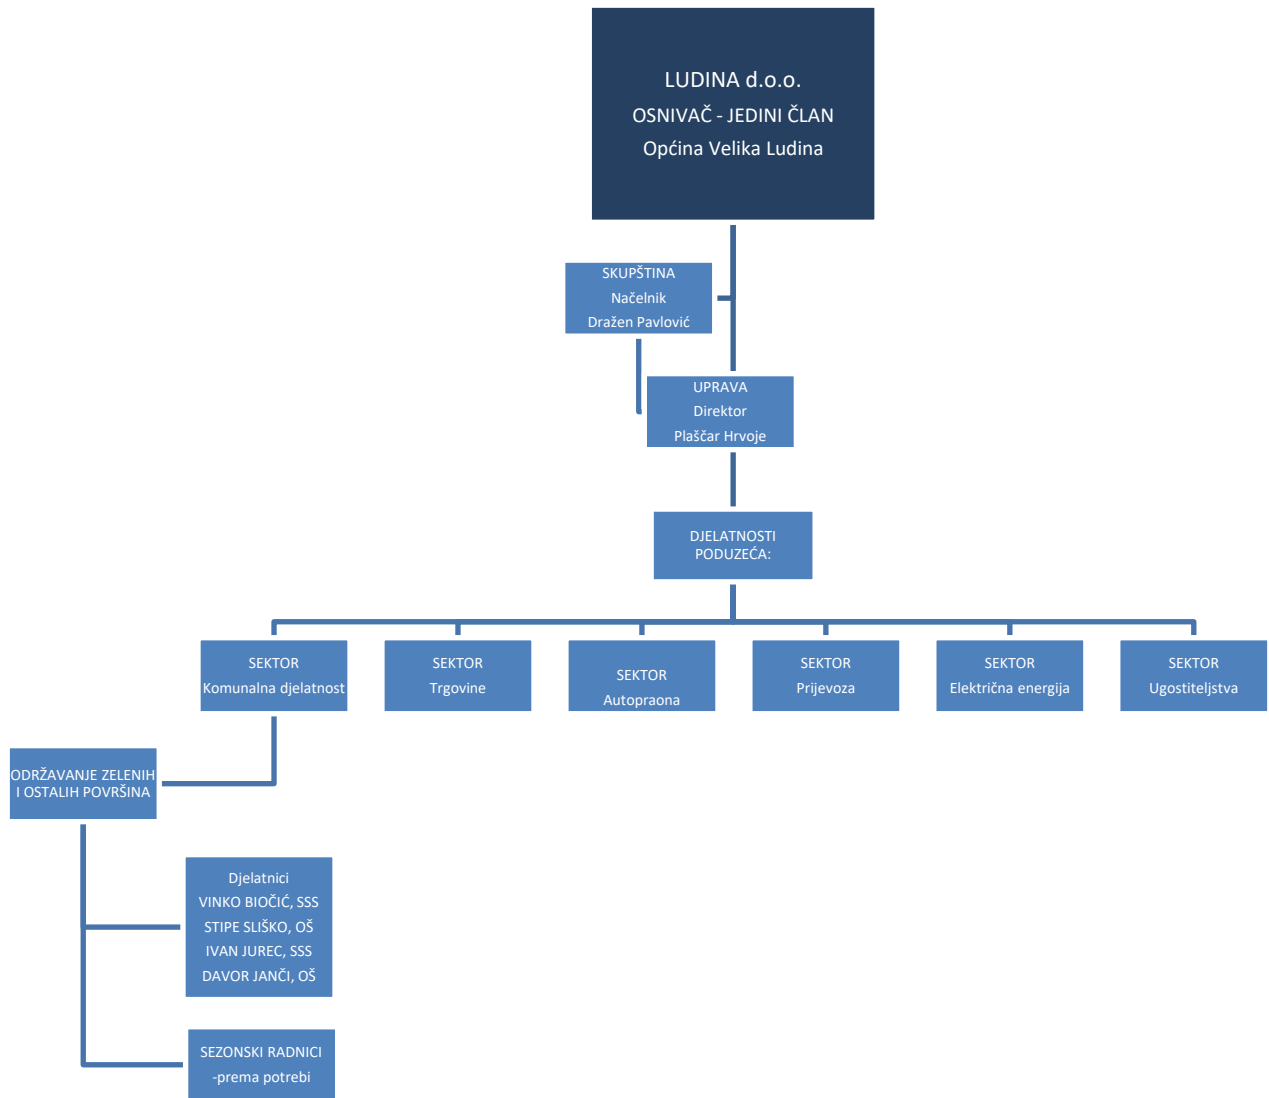 LUDINA d.o.o.
OSNIVAČ - JEDINI ČLAN
Općina Velika Ludina
SKUPŠTINA
Načelnik
Dražen Pavlović
UPRAVA
Direktor
Plaščar Hrvoje
DJELATNOSTI
PODUZEĆA:
SEKTOR
Komunalna djelatnost
SEKTOR
Trgovine
SEKTOR
Autopraona
SEKTOR
Prijevoza
SEKTOR
Električna energija
SEKTOR
Ugostiteljstva
ODRŽAVANJE ZELENIH
I OSTALIH POVRŠINA
Djelatnici
VINKO BIOČIĆ, SSS
STIPE SLIŠKO, OŠ
IVAN JUREC, SSS
DAVOR JANČI, OŠ
SEZONSKI RADNICI
-prema potrebi